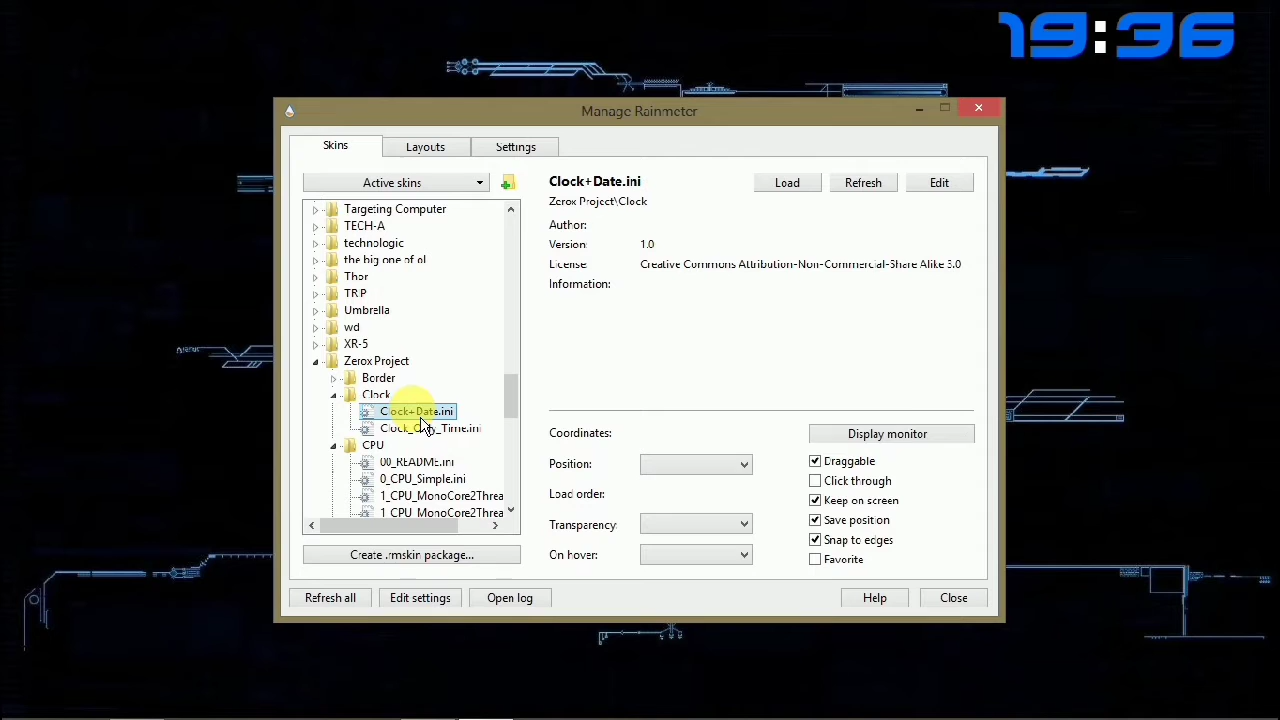 19:36
Manage Rainmeter
Skins Layouts Settings
Active skins
Targeting Computer
TECH-A
technologic
the big one of ol
Thor
TRIP
Umbrella
wd
XR-5
Zerox Project
Border
Clock
Clock+Date.ini
Clock_Only_Time.ini
CPU
00_README.ini
0_CPU_Simple.ini
1_CPU_MonoCore2Threa
1_CPU_MonoCore2Threa
Create .rmskin package...
Clock+Date.ini Load Refresh Edit
Zerox Project\Clock
Author:
Version: 1.0
License: Creative Commons Attribution-Non-Commercial-Share Alike 3.0
Information:
Coordinates: Display monitor
Position: Draggable
Click through
Load order: Keep on screen
Transparency: Save position
Snap to edges
On hover: Favorite
Refresh all Edit settings Open log Help Close